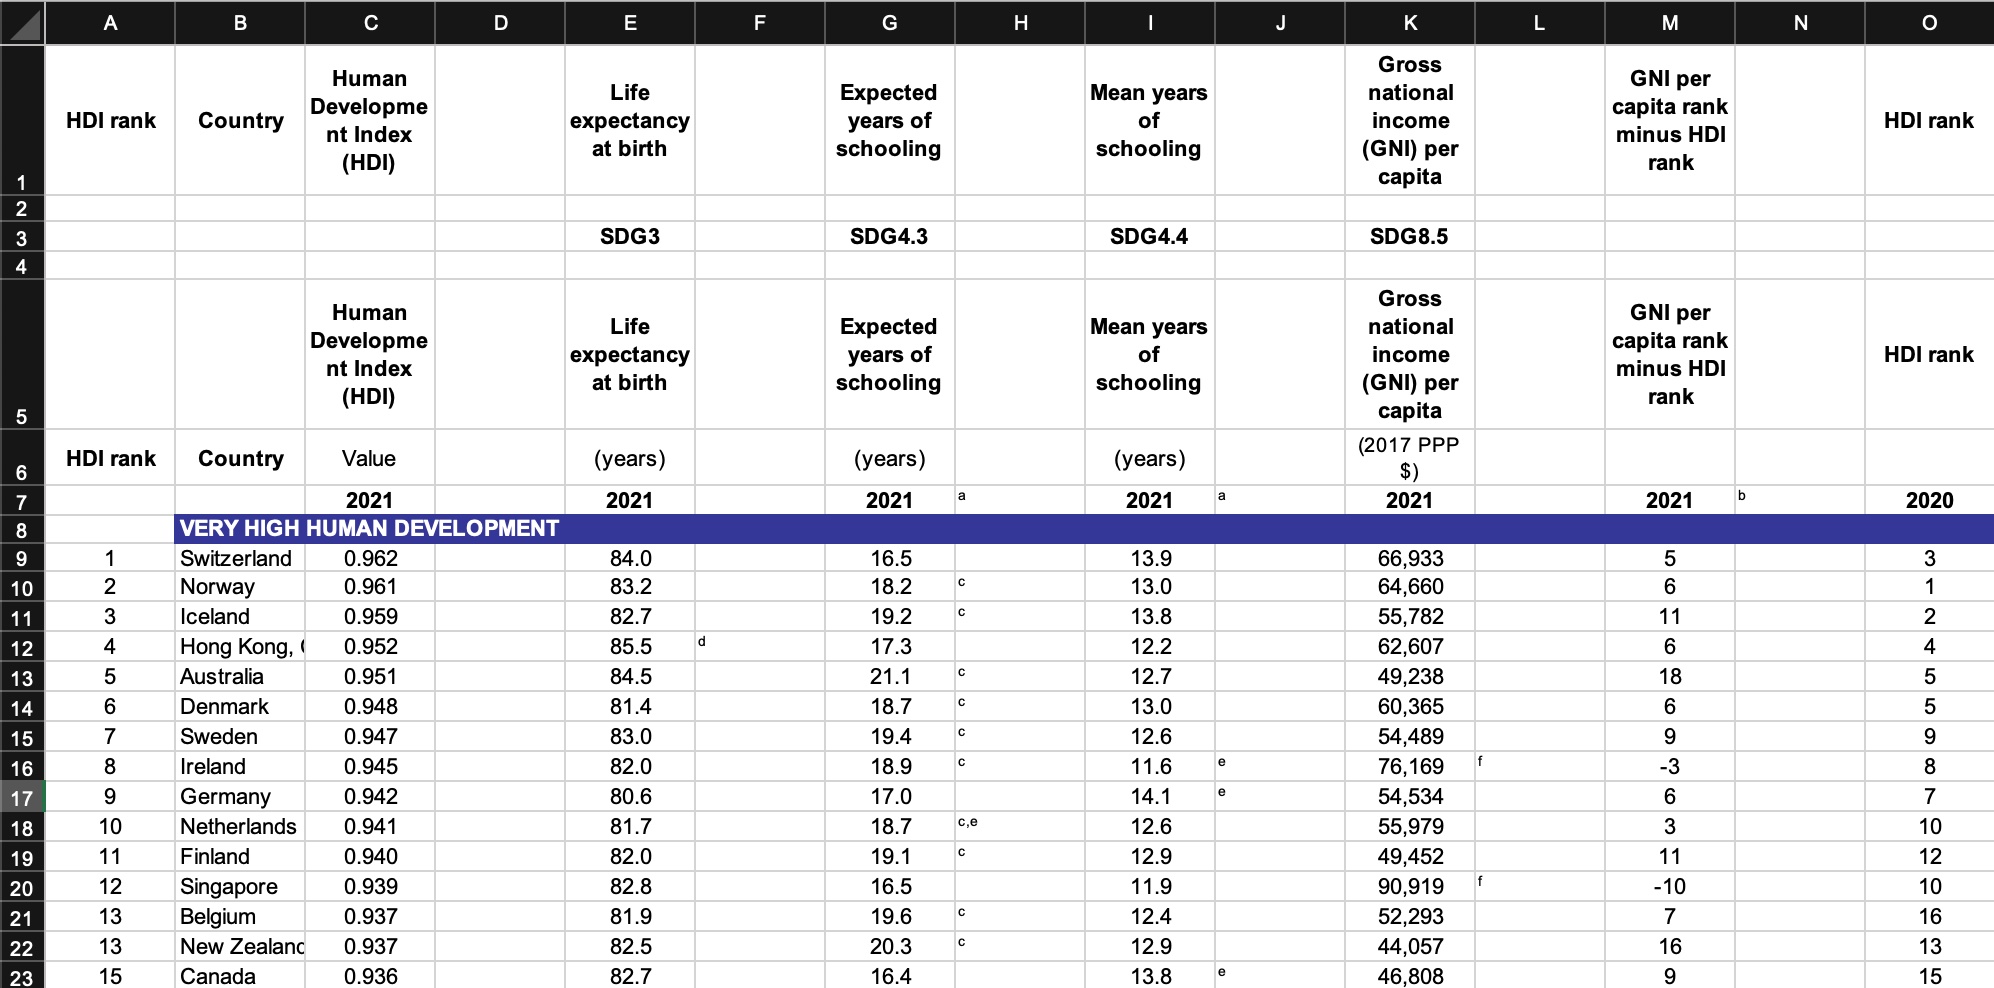 A B C D E F G H I J K L M N O
1 HDI rank Country Human Developme nt Index (HDI) Life expectancy at birth Expected years of schooling Mean years of schooling Gross national income (GNI) per capita GNI per capita rank minus HDI rank HDI rank
2
3 SDG3 SDG4.3 SDG4.4 SDG8.5
4
5 Human Developme nt Index (HDI) Life expectancy at birth Expected years of schooling Mean years of schooling Gross national income (GNI) per capita GNI per capita rank minus HDI rank HDI rank
6 HDI rank Country Value (years) (years) (years) (2017 PPP $)
7 2021 2021 2021 a 2021 a 2021 2021 b 2020
8 VERY HIGH HUMAN DEVELOPMENT
9 1 Switzerland 0.962 84.0 16.5 13.9 66,933 5 3
10 2 Norway 0.961 83.2 18.2 c 13.0 64,660 6 1
11 3 Iceland 0.959 82.7 19.2 c 13.8 55,782 11 2
12 4 Hong Kong, 0.952 85.5 d 17.3 12.2 62,607 6 4
13 5 Australia 0.951 84.5 21.1 c 12.7 49,238 18 5
14 6 Denmark 0.948 81.4 18.7 c 13.0 60,365 6 5
15 7 Sweden 0.947 83.0 19.4 c 12.6 54,489 9 9
16 8 Ireland 0.945 82.0 18.9 c 11.6 e 76,169 f -3 8
17 9 Germany 0.942 80.6 17.0 14.1 e 54,534 6 7
18 10 Netherlands 0.941 81.7 18.7 c,e 12.6 55,979 3 10
19 11 Finland 0.940 82.0 19.1 c 12.9 49,452 11 12
20 12 Singapore 0.939 82.8 16.5 11.9 90,919 f -10 10
21 13 Belgium 0.937 81.9 19.6 c 12.4 52,293 7 16
22 13 New Zealand 0.937 82.5 20.3 c 12.9 44,057 16 13
23 15 Canada 0.936 82.7 16.4 13.8 e 46,808 9 15